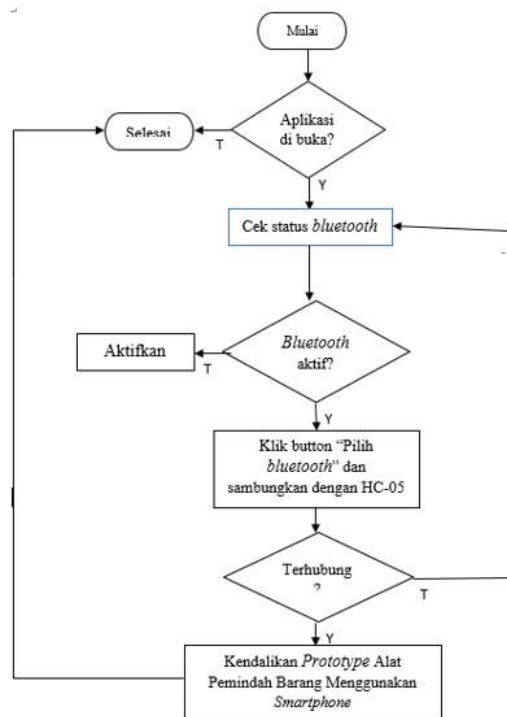 Mulai
Aplikasi
di buka?
Selesai
T
Y
Cek status bluetooth
Bluetooth
aktif?
Aktifkan
T
Y
Klik button “Pilih
bluetooth” dan
sambungkan dengan HC-05
Terhubung
?
T
Y
Kendalikan Prototype Alat
Pemindah Barang Menggunakan
Smartphone